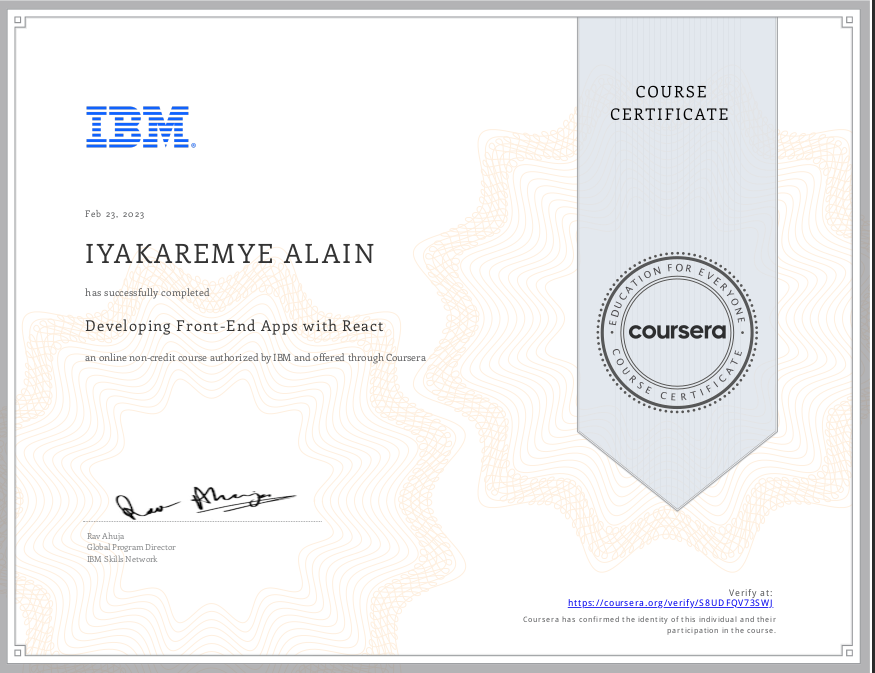 COURSE
CERTIFICATE
IBM®
Feb 23, 2023
IYAKAREMYE ALAIN
has successfully completed
Developing Front-End Apps with React
an online non-credit course authorized by IBM and offered through Coursera
EDUCATION FOR EVERYONE
coursera
COURSE CERTIFICATE
Rav Ahuja
Rav Ahuja
Global Program Director
IBM Skills Network
Verify at:
https://coursera.org/verify/S8UDFQV73SWJ
Coursera has confirmed the identity of this individual and their
participation in the course.